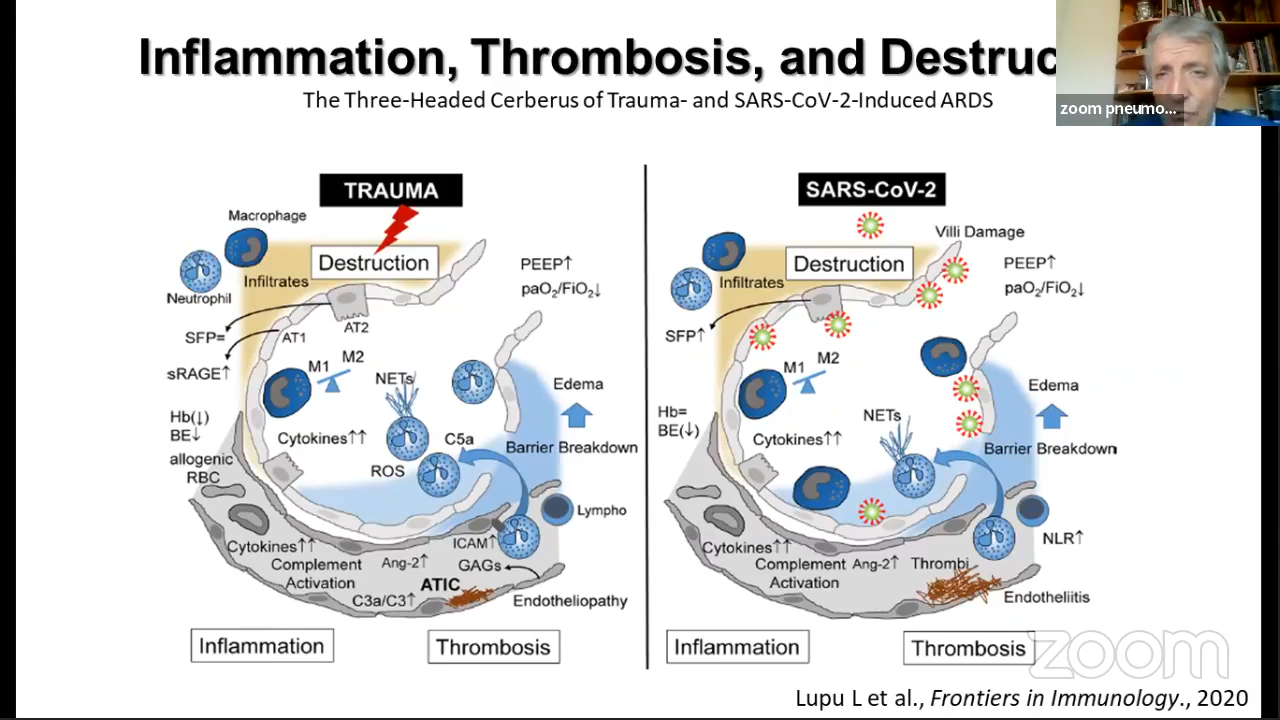 Inflammation, Thrombosis, and Destruc
The Three-Headed Cerberus of Trauma- and SARS-CoV-2-Induced ARDS
zoom pneumo...
TRAUMA
Macrophage
Destruction
Infiltrates
Neutrophil
PEEP↑
paO₂/FiO₂↓
SFP=
AT1
AT2
sRAGE↑
M1
M2
NETs
Edema
Hb(↓)
BE↓
allogenic
RBC
Cytokines↑↑
C5a
ROS
Barrier Breakdown
Lympho
Cytokines↑↑
Complement
Activation
C3a/C3↑
Ang-2↑
ICAM↑
GAGs
ATIC
Endotheliopathy
Inflammation
Thrombosis
SARS-CoV-2
Villi Damage
Destruction
Infiltrates
PEEP↑
paO₂/FiO₂↓
SFP↑
M1
M2
NETs
Edema
Hb=
BE(↓)
Cytokines↑↑
Barrier Breakdown
NLR↑
Cytokines↑↑
Complement
Activation
Ang-2↑
Thrombi
Endotheliitis
Inflammation
Thrombosis
zoom
Lupu L et al., Frontiers in Immunology., 2020